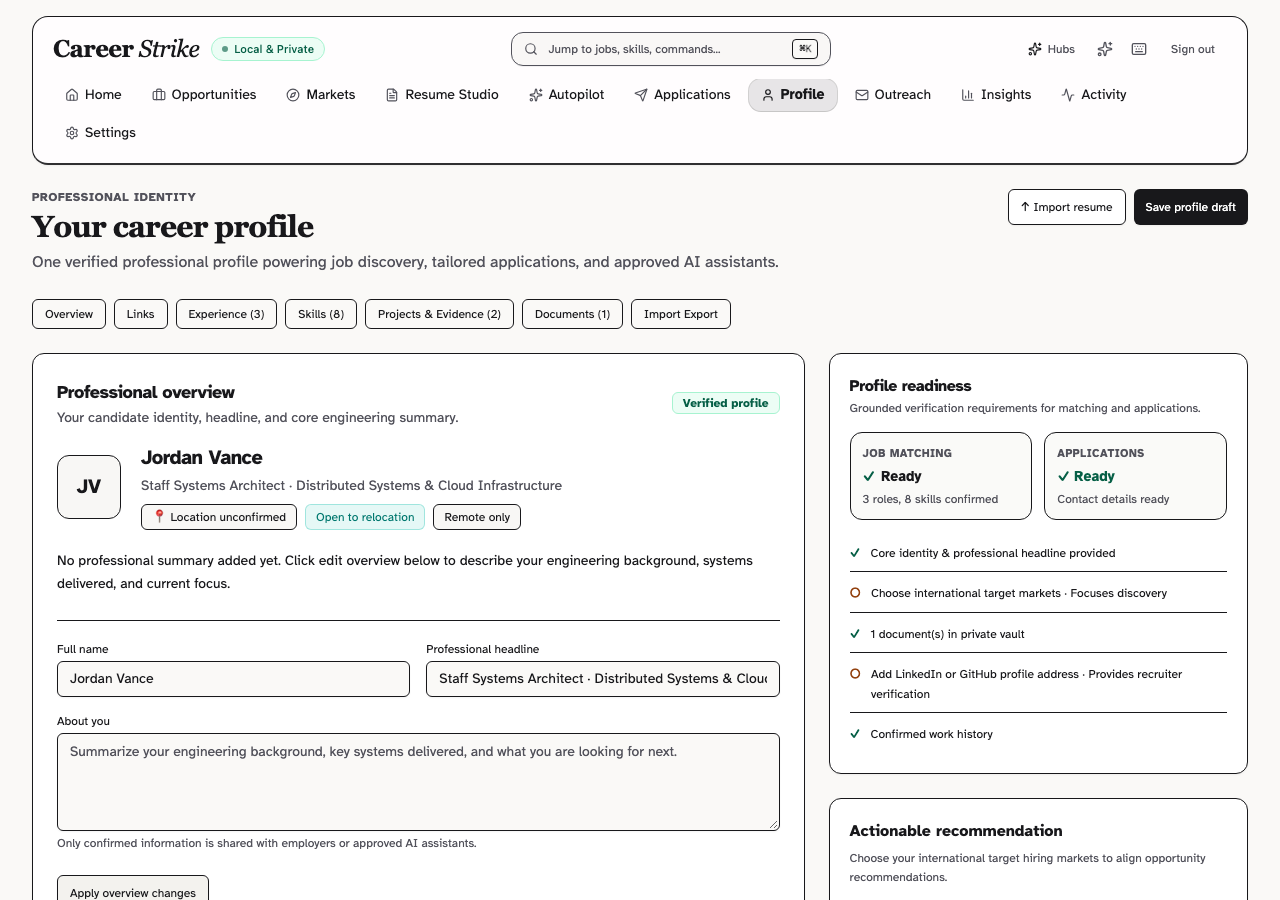 Career Strike
Local & Private
Jump to jobs, skills, commands...
⌘K
Hubs
Sign out
Home
Opportunities
Markets
Resume Studio
Autopilot
Applications
Profile
Outreach
Insights
Activity
Settings
PROFESSIONAL IDENTITY
Your career profile
One verified professional profile powering job discovery, tailored applications, and approved AI assistants.
↑ Import resume
Save profile draft
Overview
Links
Experience (3)
Skills (8)
Projects & Evidence (2)
Documents (1)
Import Export
Professional overview
Your candidate identity, headline, and core engineering summary.
Verified profile
JV
Jordan Vance
Staff Systems Architect · Distributed Systems & Cloud Infrastructure
📍 Location unconfirmed
Open to relocation
Remote only
No professional summary added yet. Click edit overview below to describe your engineering background, systems
delivered, and current focus.
Full name
Professional headline
Jordan Vance
Staff Systems Architect · Distributed Systems & Cloud
About you
Summarize your engineering background, key systems delivered, and what you are looking for next.
Only confirmed information is shared with employers or approved AI assistants.
Apply overview changes
Profile readiness
Grounded verification requirements for matching and applications.
JOB MATCHING
✓ Ready
3 roles, 8 skills confirmed
APPLICATIONS
✓ Ready
Contact details ready
✓ Core identity & professional headline provided
○ Choose international target markets · Focuses discovery
✓ 1 document(s) in private vault
○ Add LinkedIn or GitHub profile address · Provides recruiter
verification
✓ Confirmed work history
Actionable recommendation
Choose your international target hiring markets to align opportunity
recommendations.